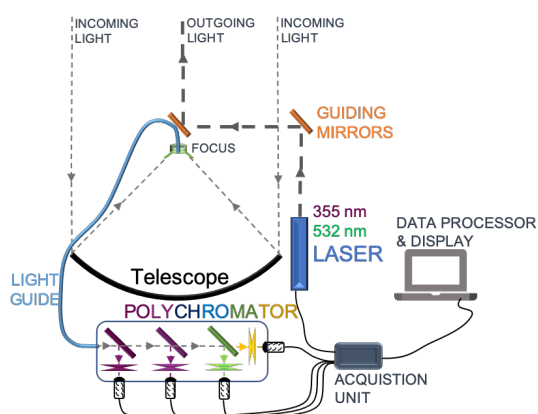 INCOMING
LIGHT
OUTGOING
LIGHT
INCOMING
LIGHT
GUIDING
MIRRORS
FOCUS
355 nm
532 nm
LASER
DATA PROCESSOR
& DISPLAY
Telescope
LIGHT
GUIDE
POLYCHROMATOR
ACQUISTION
UNIT